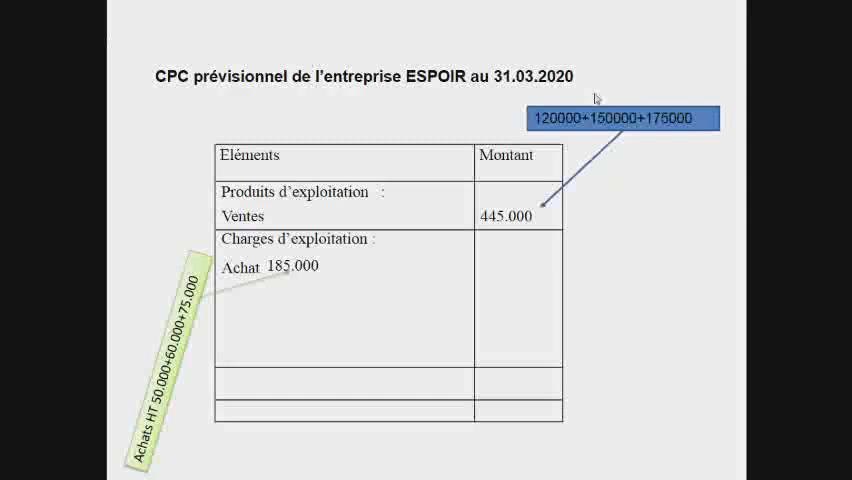 CPC prévisionnel de l'entreprise ESPOIR au 31.03.2020
120000+150000+175000
Eléments Montant
Produits d'exploitation :
Ventes 445.000
Charges d'exploitation :
Achat 185.000
Achats HT 50.000+60.000+75.000